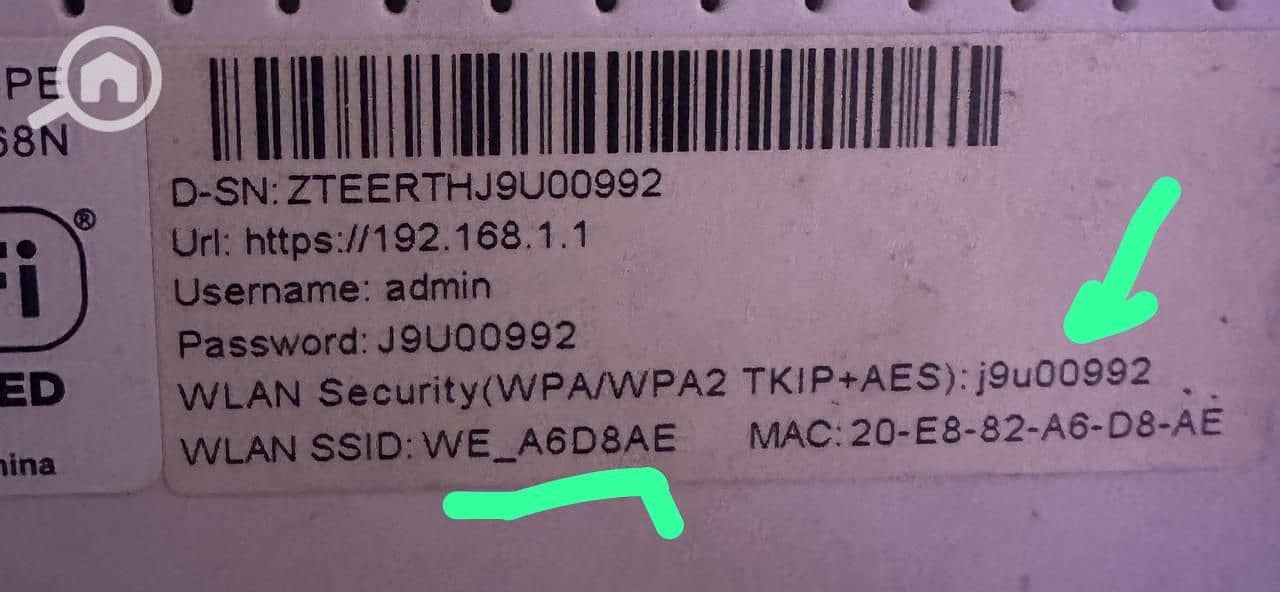 PE
68N
®
Fi
ED
hina
D-SN: ZTEERTHJ9U00992
Url: https://192.168.1.1
Username: admin
Password: J9U00992
WLAN Security(WPA/WPA2 TKIP+AES): j9u00992
WLAN SSID: WE_A6D8AE MAC: 20-E8-82-A6-D8-AE